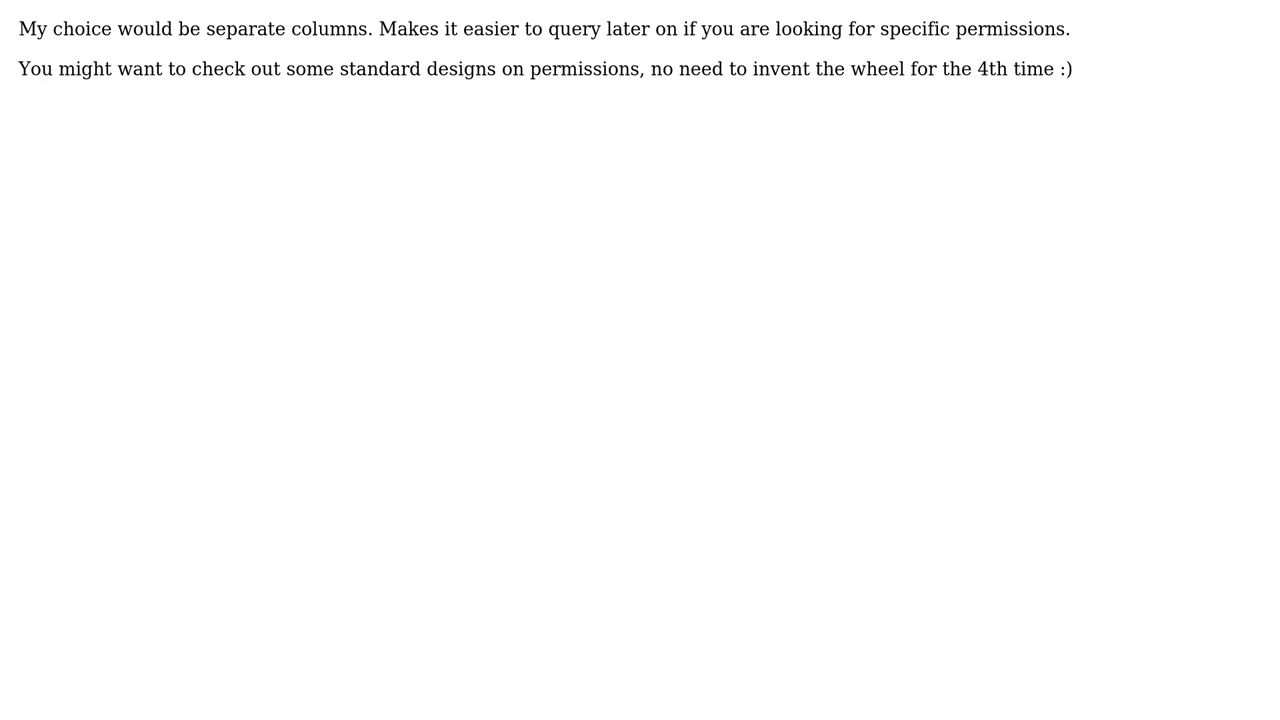 My choice would be separate columns. Makes it easier to query later on if you are looking for specific permissions.
You might want to check out some standard designs on permissions, no need to invent the wheel for the 4th time :)